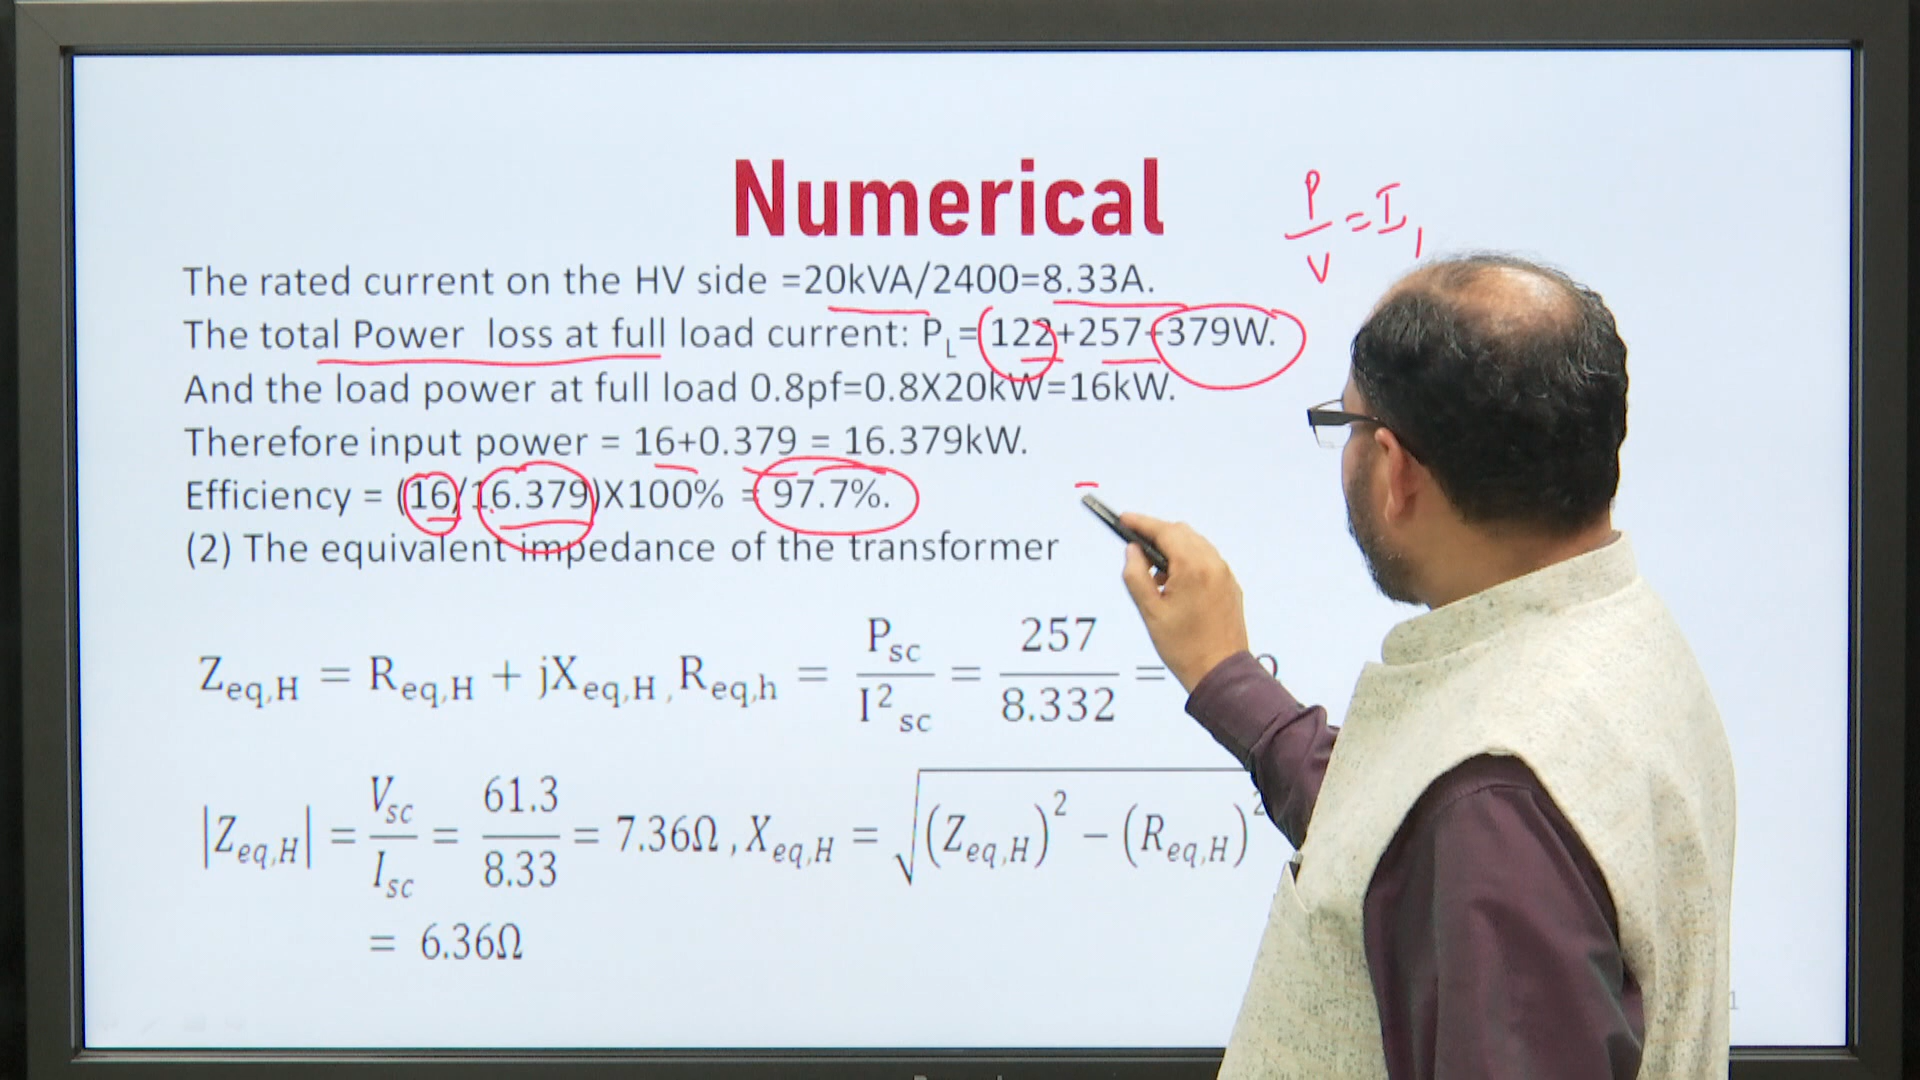 Numerical
P/V = I1
The rated current on the HV side =20kVA/2400=8.33A.
The total Power loss at full load current: PL= 122+257=379W.
And the load power at full load 0.8pf=0.8X20kW=16kW.
Therefore input power = 16+0.379 = 16.379kW.
Efficiency = (16/16.379)X100% = 97.7%.
(2) The equivalent impedance of the transformer
Zeq,H = Req,H + jXeq,H , Req,h = Psc/I²sc = 257/8.332 =
|Zeq,H| = Vsc/Isc = 61.3/8.33 = 7.36Ω , Xeq,H = √(Zeq,H)² − (Req,H)²
= 6.36Ω